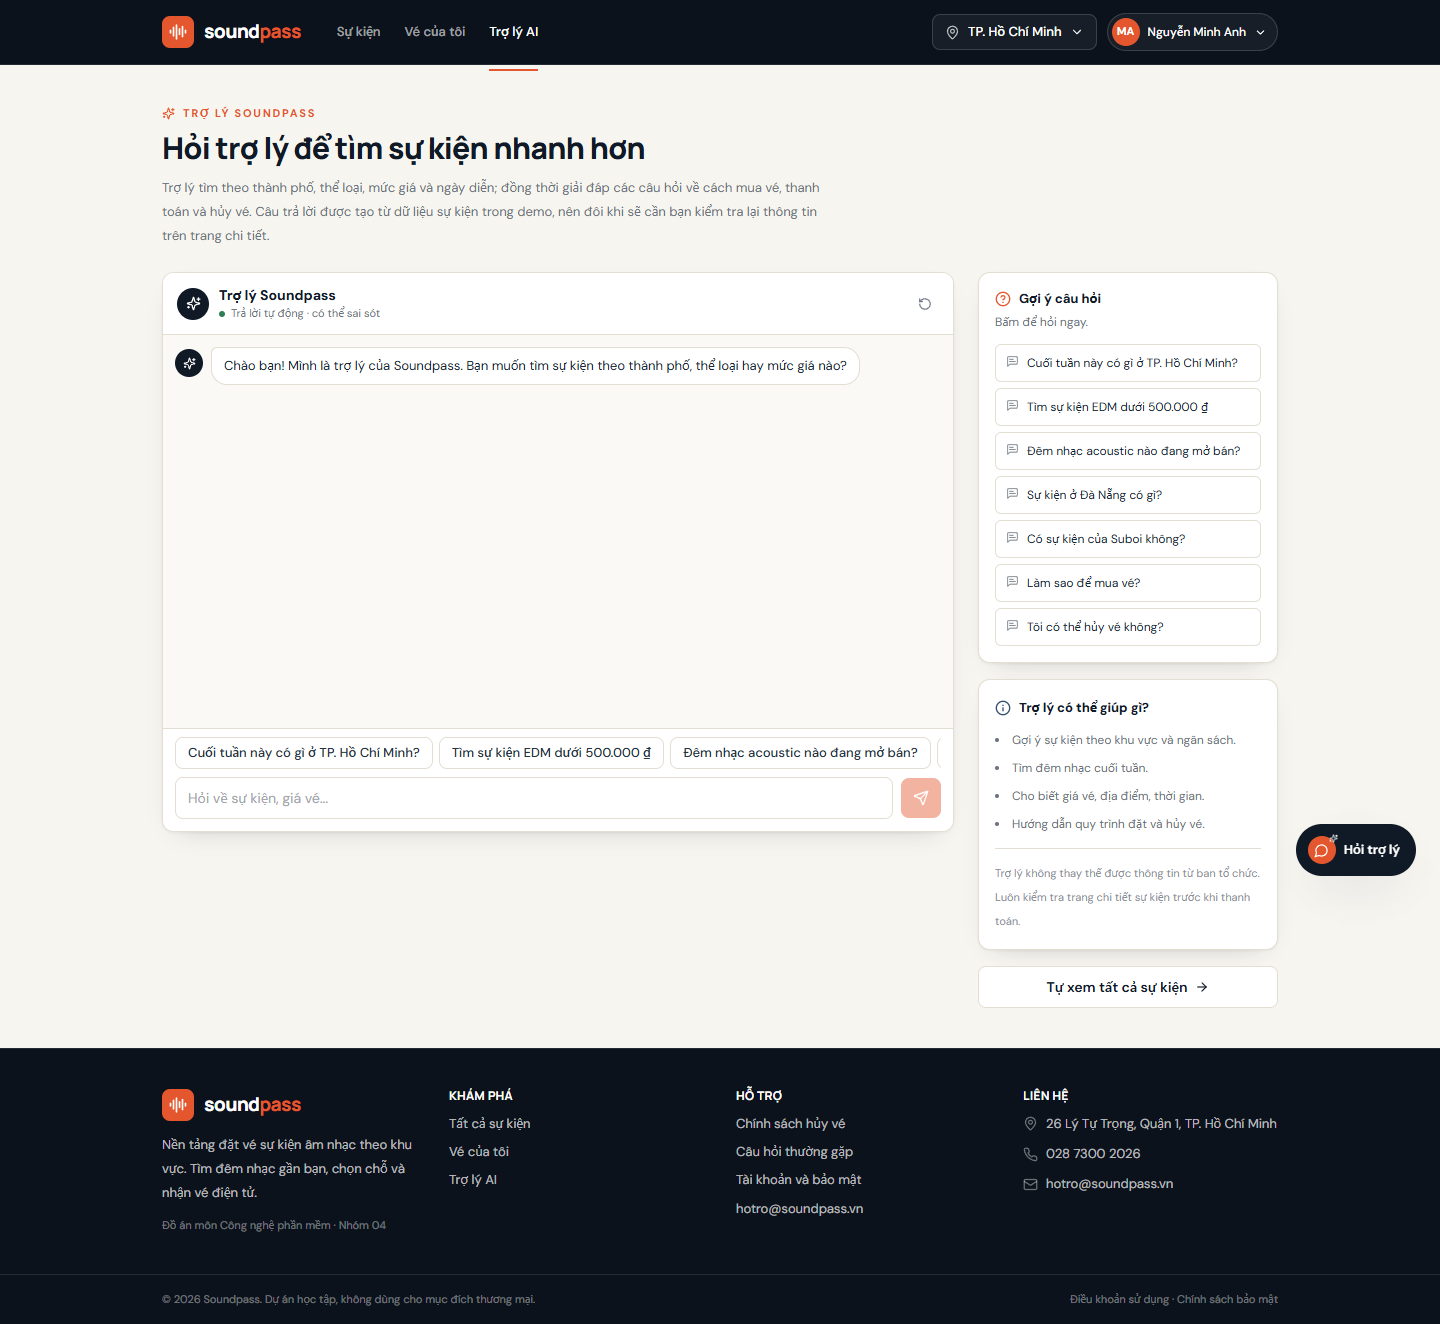 soundpass
Sự kiện
Vé của tôi
Trợ lý AI
TP. Hồ Chí Minh
MA
Nguyễn Minh Anh
TRỢ LÝ SOUNDPASS
Hỏi trợ lý để tìm sự kiện nhanh hơn
Trợ lý tìm theo thành phố, thể loại, mức giá và ngày diễn; đồng thời giải đáp các câu hỏi về cách mua vé, thanh
toán và hủy vé. Câu trả lời được tạo từ dữ liệu sự kiện trong demo, nên đôi khi sẽ cần bạn kiểm tra lại thông tin
trên trang chi tiết.
Trợ lý Soundpass
Trả lời tự động · có thể sai sót
Chào bạn! Mình là trợ lý của Soundpass. Bạn muốn tìm sự kiện theo thành phố, thể loại hay mức giá nào?
Cuối tuần này có gì ở TP. Hồ Chí Minh?
Tìm sự kiện EDM dưới 500.000 ₫
Đêm nhạc acoustic nào đang mở bán?
Hỏi về sự kiện, giá vé...
Gợi ý câu hỏi
Bấm để hỏi ngay.
Cuối tuần này có gì ở TP. Hồ Chí Minh?
Tìm sự kiện EDM dưới 500.000 ₫
Đêm nhạc acoustic nào đang mở bán?
Sự kiện ở Đà Nẵng có gì?
Có sự kiện của Suboi không?
Làm sao để mua vé?
Tôi có thể hủy vé không?
Trợ lý có thể giúp gì?
Gợi ý sự kiện theo khu vực và ngân sách.
Tìm đêm nhạc cuối tuần.
Cho biết giá vé, địa điểm, thời gian.
Hướng dẫn quy trình đặt và hủy vé.
Trợ lý không thay thế được thông tin từ ban tổ chức.
Luôn kiểm tra trang chi tiết sự kiện trước khi thanh
toán.
Tự xem tất cả sự kiện
Hỏi trợ lý
soundpass
Nền tảng đặt vé sự kiện âm nhạc theo khu
vực. Tìm đêm nhạc gần bạn, chọn chỗ và
nhận vé điện tử.
Đồ án môn Công nghệ phần mềm · Nhóm 04
KHÁM PHÁ
Tất cả sự kiện
Vé của tôi
Trợ lý AI
HỖ TRỢ
Chính sách hủy vé
Câu hỏi thường gặp
Tài khoản và bảo mật
hotro@soundpass.vn
LIÊN HỆ
26 Lý Tự Trọng, Quận 1, TP. Hồ Chí Minh
028 7300 2026
hotro@soundpass.vn
© 2026 Soundpass. Dự án học tập, không dùng cho mục đích thương mại.
Điều khoản sử dụng · Chính sách bảo mật